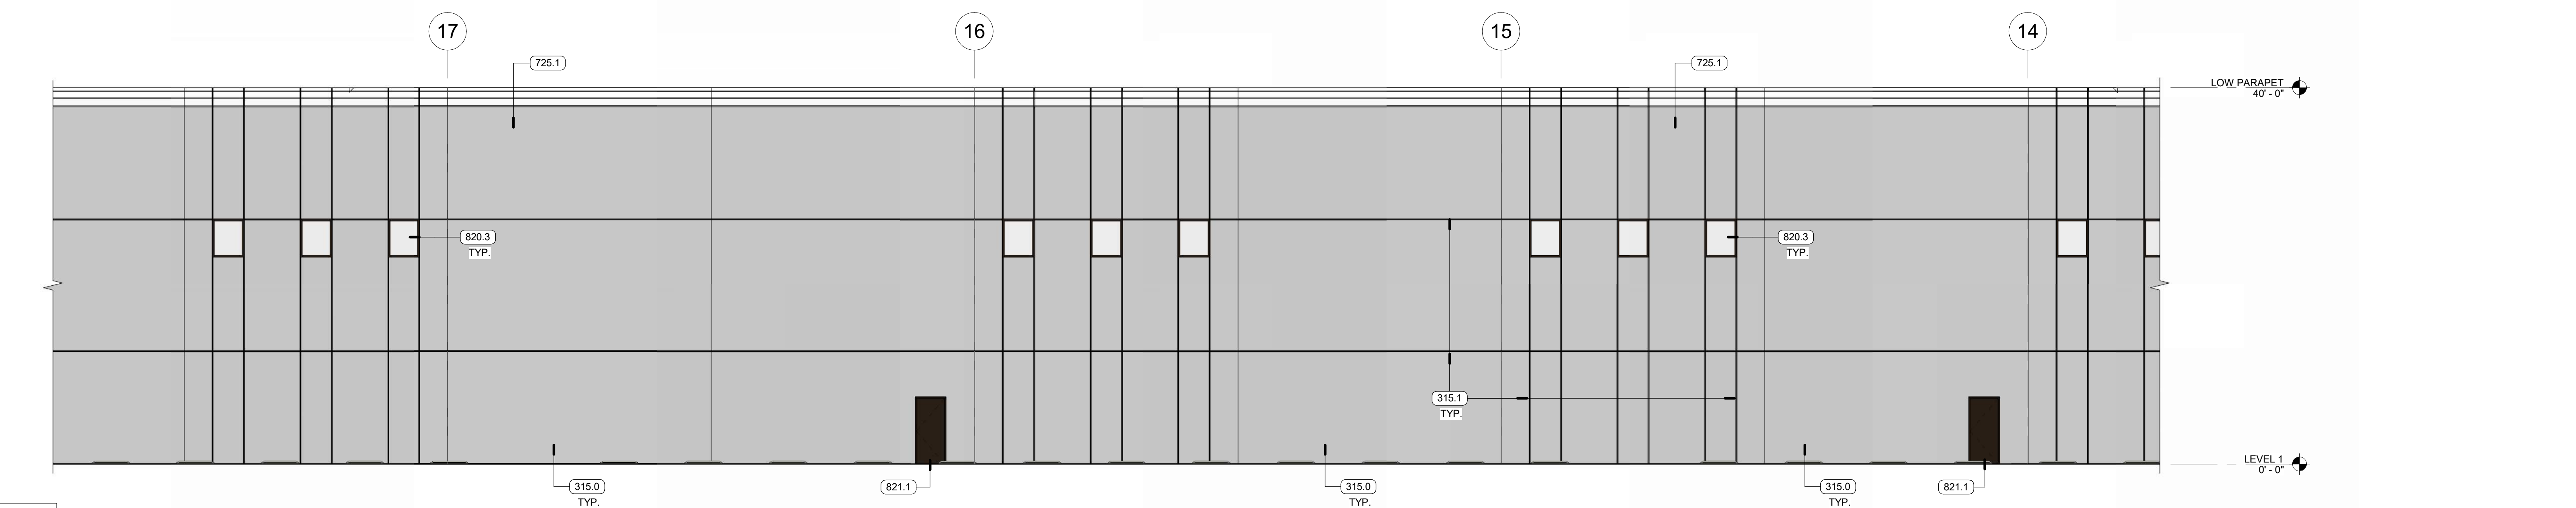 17
16
15
14
725.1
725.1
LOW PARAPET
40' - 0"
820.3
TYP.
820.3
TYP.
315.1
TYP.
LEVEL 1
0' - 0"
315.0
TYP.
821.1
315.0
TYP.
315.0
TYP.
821.1